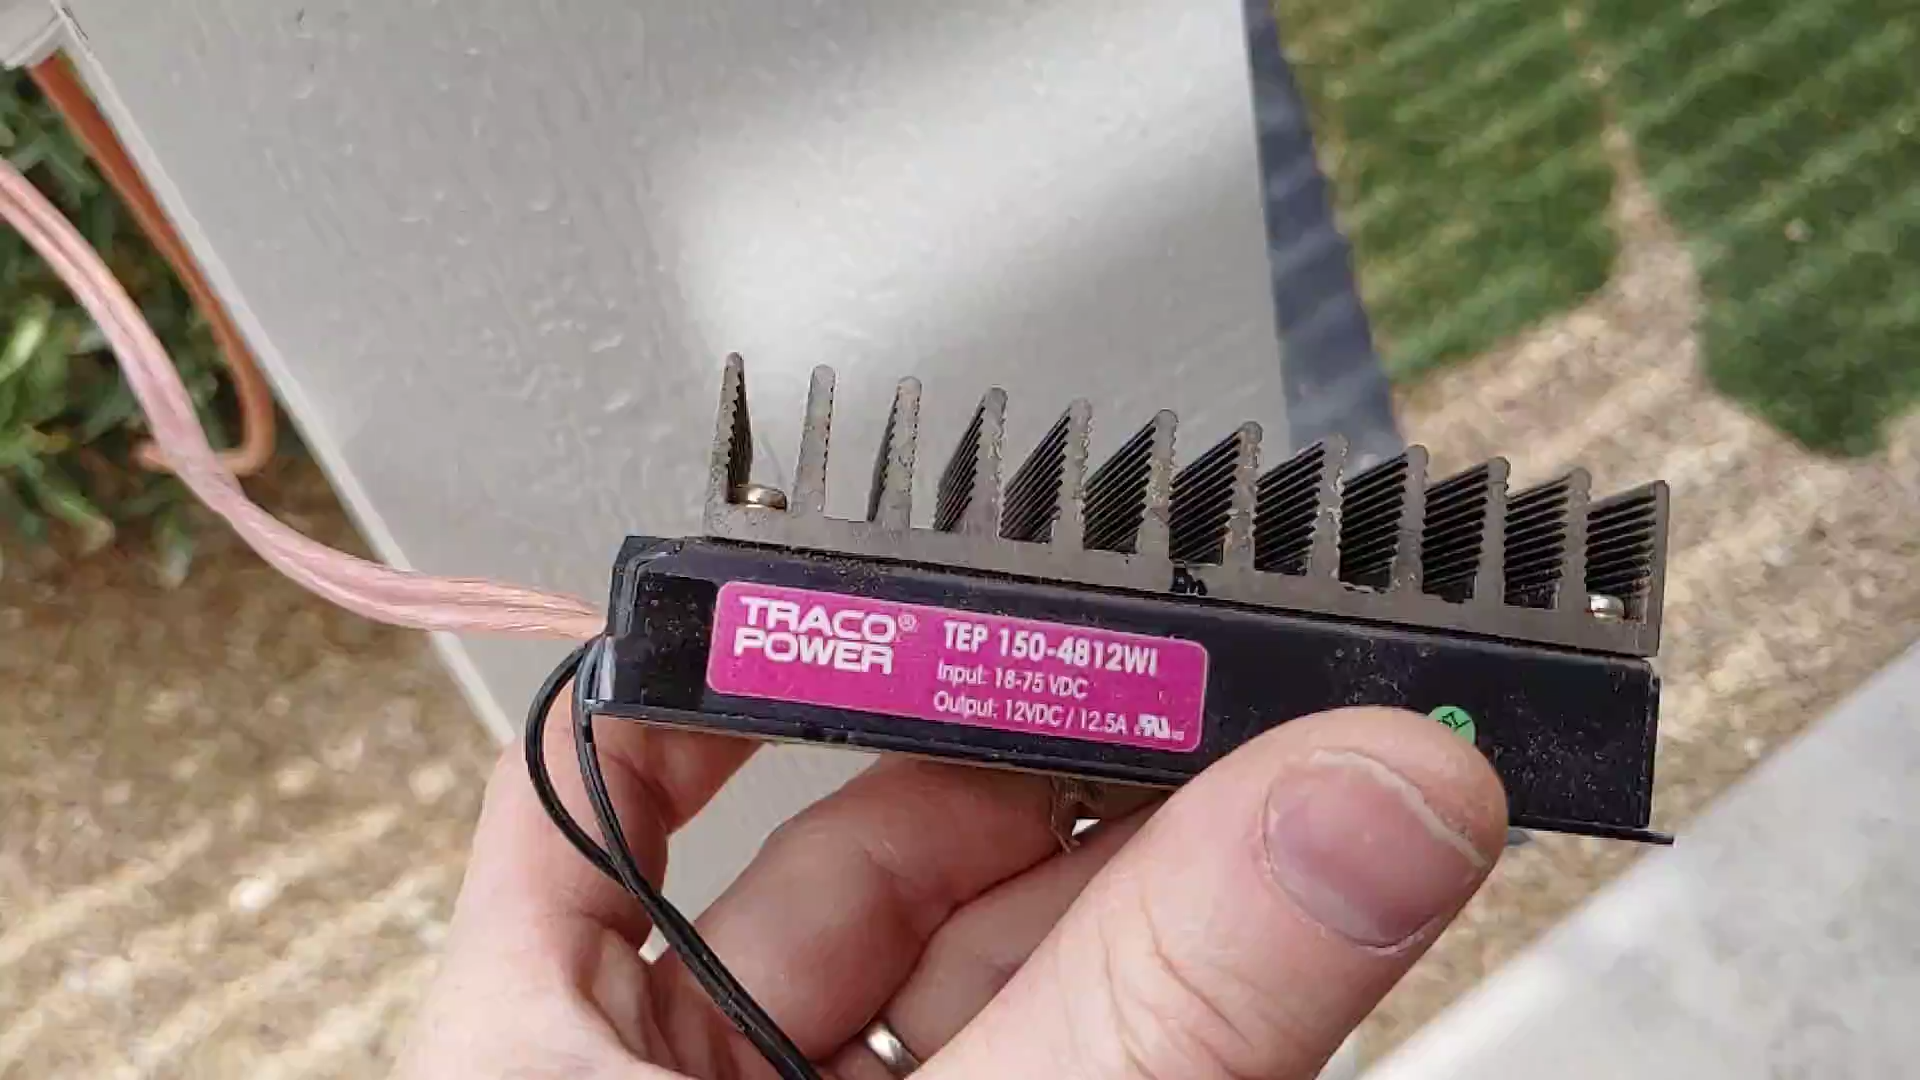 TRACO®
POWER
TEP 150-4812WI
Input: 18-75 VDC
Output: 12VDC / 12.5A